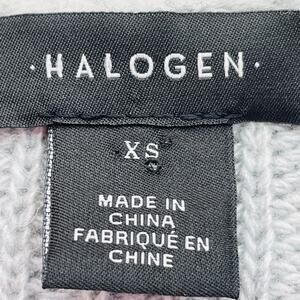 ·HALOGEN·
XS
MADE IN
CHINA
FABRIQUÉ EN
CHINE